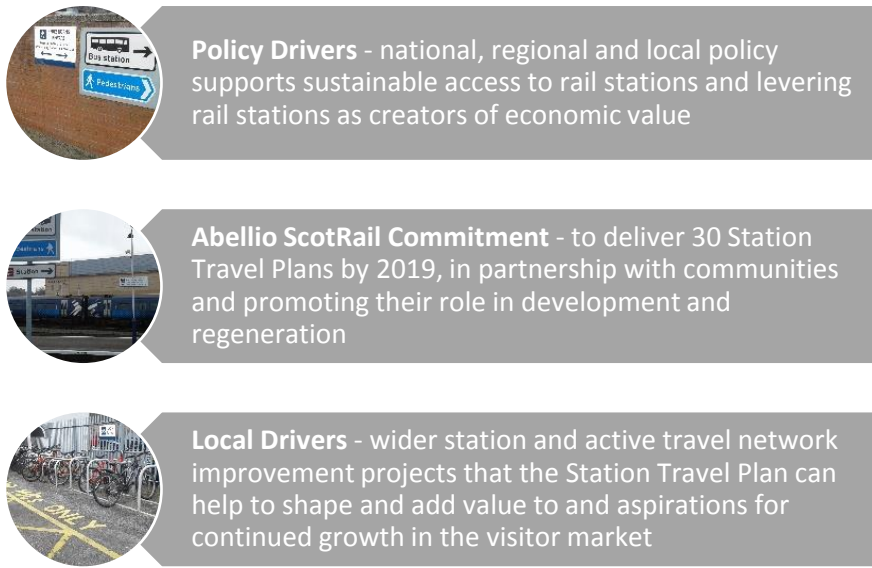 Bus station
Pedestrians
Policy Drivers - national, regional and local policy
supports sustainable access to rail stations and levering
rail stations as creators of economic value
Station
Abellio ScotRail Commitment - to deliver 30 Station
Travel Plans by 2019, in partnership with communities
and promoting their role in development and
regeneration
ONLY
Local Drivers - wider station and active travel network
improvement projects that the Station Travel Plan can
help to shape and add value to and aspirations for
continued growth in the visitor market